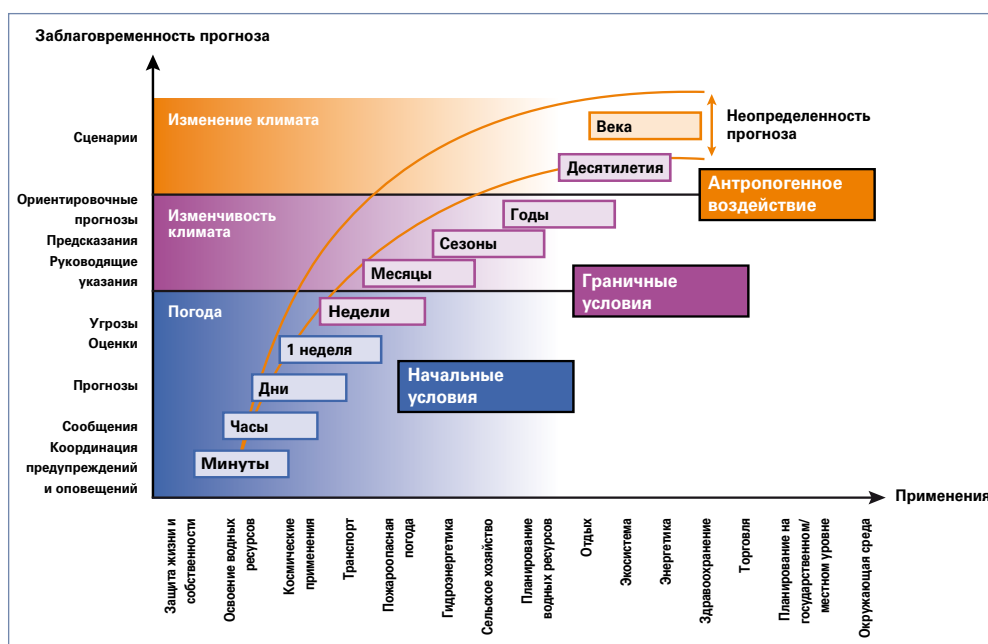 Заблаговременность прогноза
Сценарии
Ориентировочные
прогнозы
Предсказания
Руководящие
указания
Угрозы
Оценки
Прогнозы
Сообщения
Координация
предупреждений
и оповещений
Изменение климата
Изменчивость
климата
Погода
Века
Десятилетия
Годы
Сезоны
Месяцы
Недели
1 неделя
Дни
Часы
Минуты
Неопределенность
прогноза
Антропогенное
воздействие
Граничные
условия
Начальные
условия
Применения
Защита жизни и
собственности
Освоение водных
ресурсов
Космические
применения
Транспорт
Пожароопасная
погода
Гидроэнергетика
Сельское хозяйство
Планирование
водных ресурсов
Отдых
Экосистема
Энергетика
Здравоохранение
Торговля
Планирование на
государственном/
местном уровне
Окружающая среда